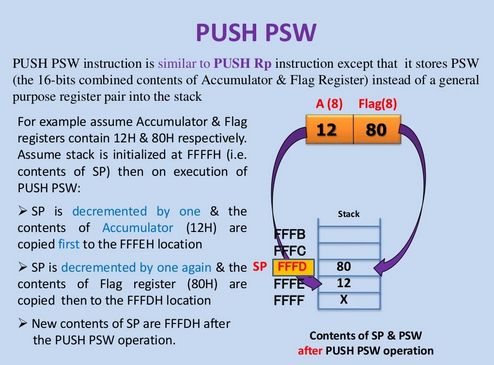 PUSH PSW
PUSH PSW instruction is similar to PUSH Rp instruction except that it stores PSW
(the 16-bits combined contents of Accumulator & Flag Register) instead of a general
purpose register pair into the stack
For example assume Accumulator & Flag
registers contain 12H & 80H respectively.
Assume stack is initialized at FFFFH (i.e.
contents of SP) then on execution of
PUSH PSW:
➢ SP is decremented by one & the
contents of Accumulator (12H) are
copied first to the FFFEH location
➢ SP is decremented by one again & the
contents of Flag register (80H) are
copied then to the FFFDH location
➢ New contents of SP are FFFDH after
the PUSH PSW operation.
A (8) Flag(8)
12 80
Stack
FFFB
FFFC
SP FFFD 80
FFFE 12
FFFF X
Contents of SP & PSW
after PUSH PSW operation